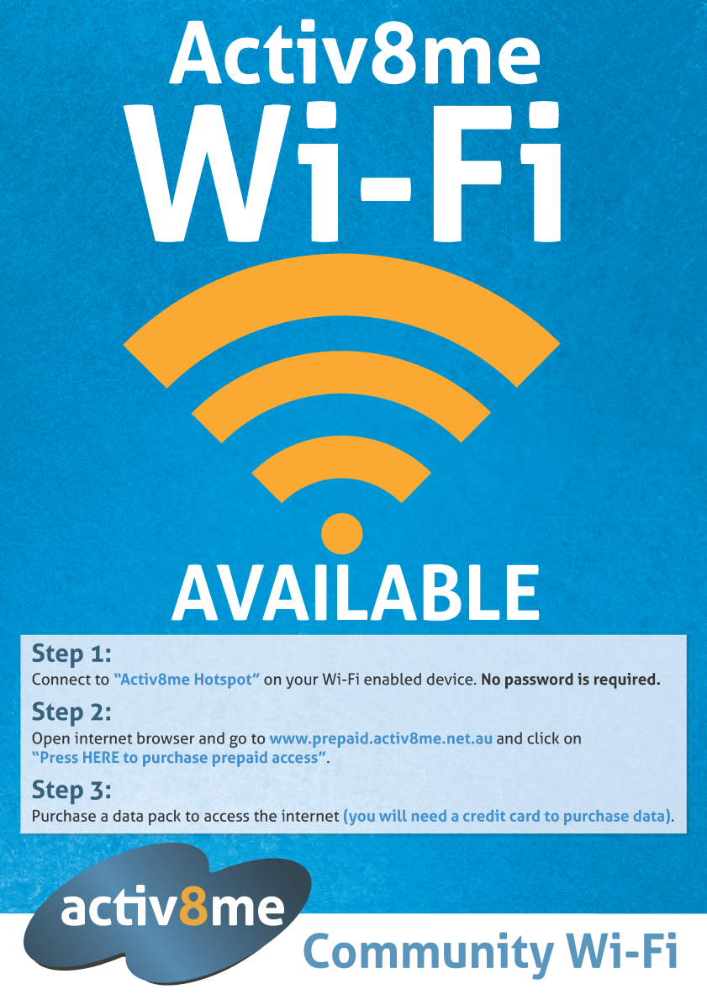 Activ8me
Wi-Fi
AVAILABLE
Step 1:
Connect to “Activ8me Hotspot” on your Wi-Fi enabled device. No password is required.
Step 2:
Open internet browser and go to www.prepaid.activ8me.net.au and click on
“Press HERE to purchase prepaid access”.
Step 3:
Purchase a data pack to access the internet (you will need a credit card to purchase data).
activ8me
Community Wi-Fi